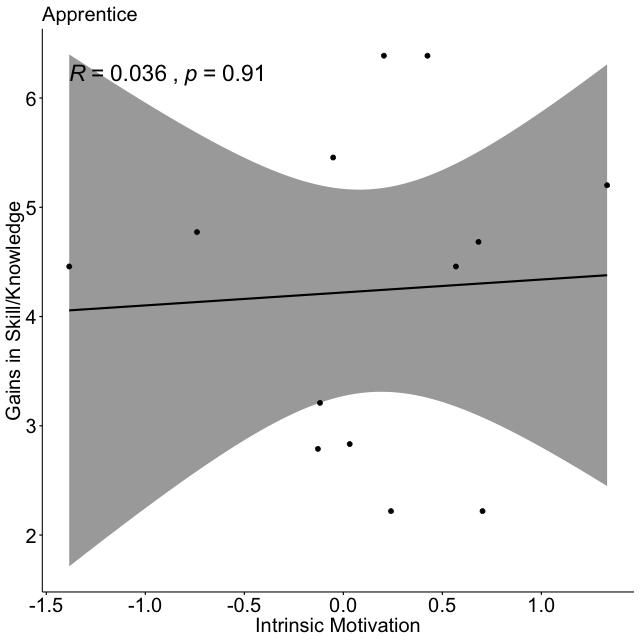 Apprentice
R = 0.036 , p = 0.91
Gains in Skill/Knowledge
6
5
4
3
2
-1.5 -1.0 -0.5 0.0 0.5 1.0
Intrinsic Motivation